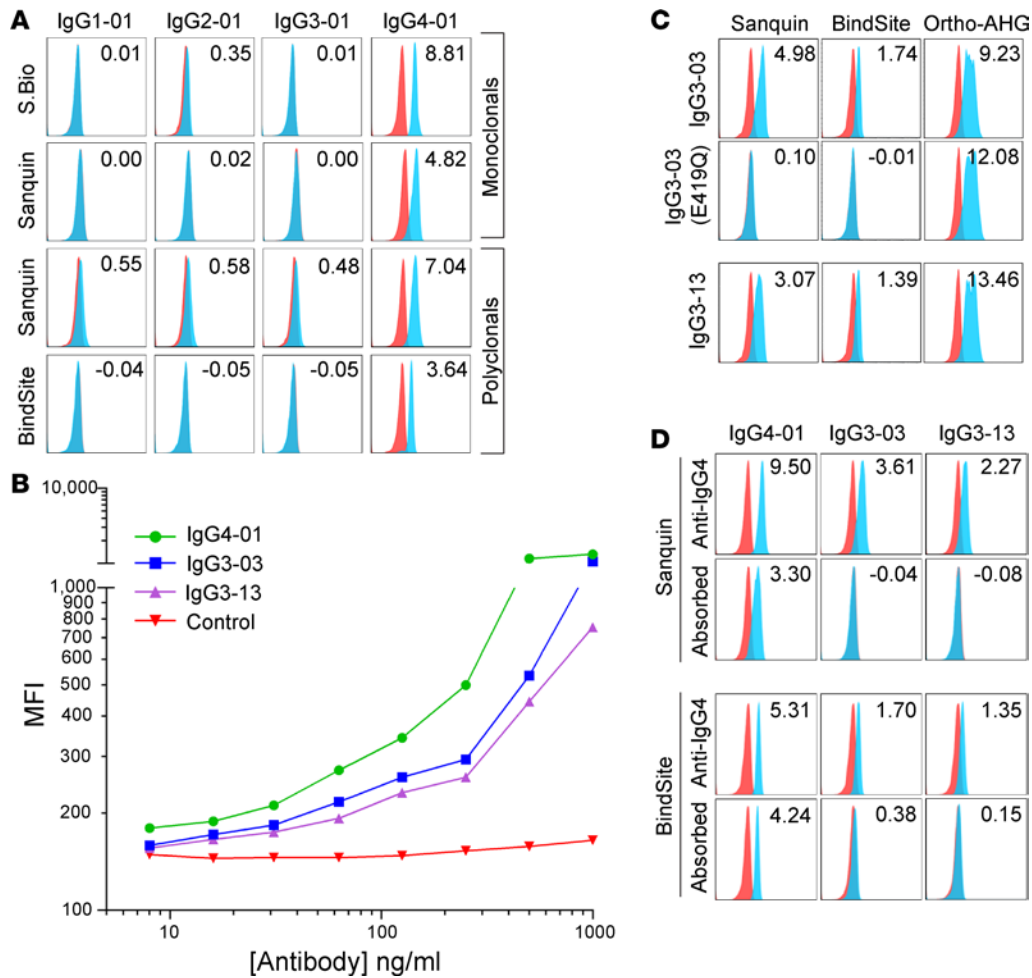 A
IgG1-01 IgG2-01 IgG3-01 IgG4-01
S.Bio 0.01 0.35 0.01 8.81
Sanquin 0.00 0.02 0.00 4.82
Monoclonals
Sanquin 0.55 0.58 0.48 7.04
BindSite -0.04 -0.05 -0.05 3.64
Polyclonals
B
10,000
1,000
900
800
700
600
500
400
300
200
100
MFI
IgG4-01
IgG3-03
IgG3-13
Control
10 100 1000
[Antibody] ng/ml
C
Sanquin BindSite Ortho-AHG
IgG3-03 4.98 1.74 9.23
IgG3-03
(E419Q)
0.10 -0.01 12.08
IgG3-13 3.07 1.39 13.46
D
IgG4-01 IgG3-03 IgG3-13
Sanquin
Anti-IgG4 9.50 3.61 2.27
Absorbed 3.30 -0.04 -0.08
BindSite
Anti-IgG4 5.31 1.70 1.35
Absorbed 4.24 0.38 0.15